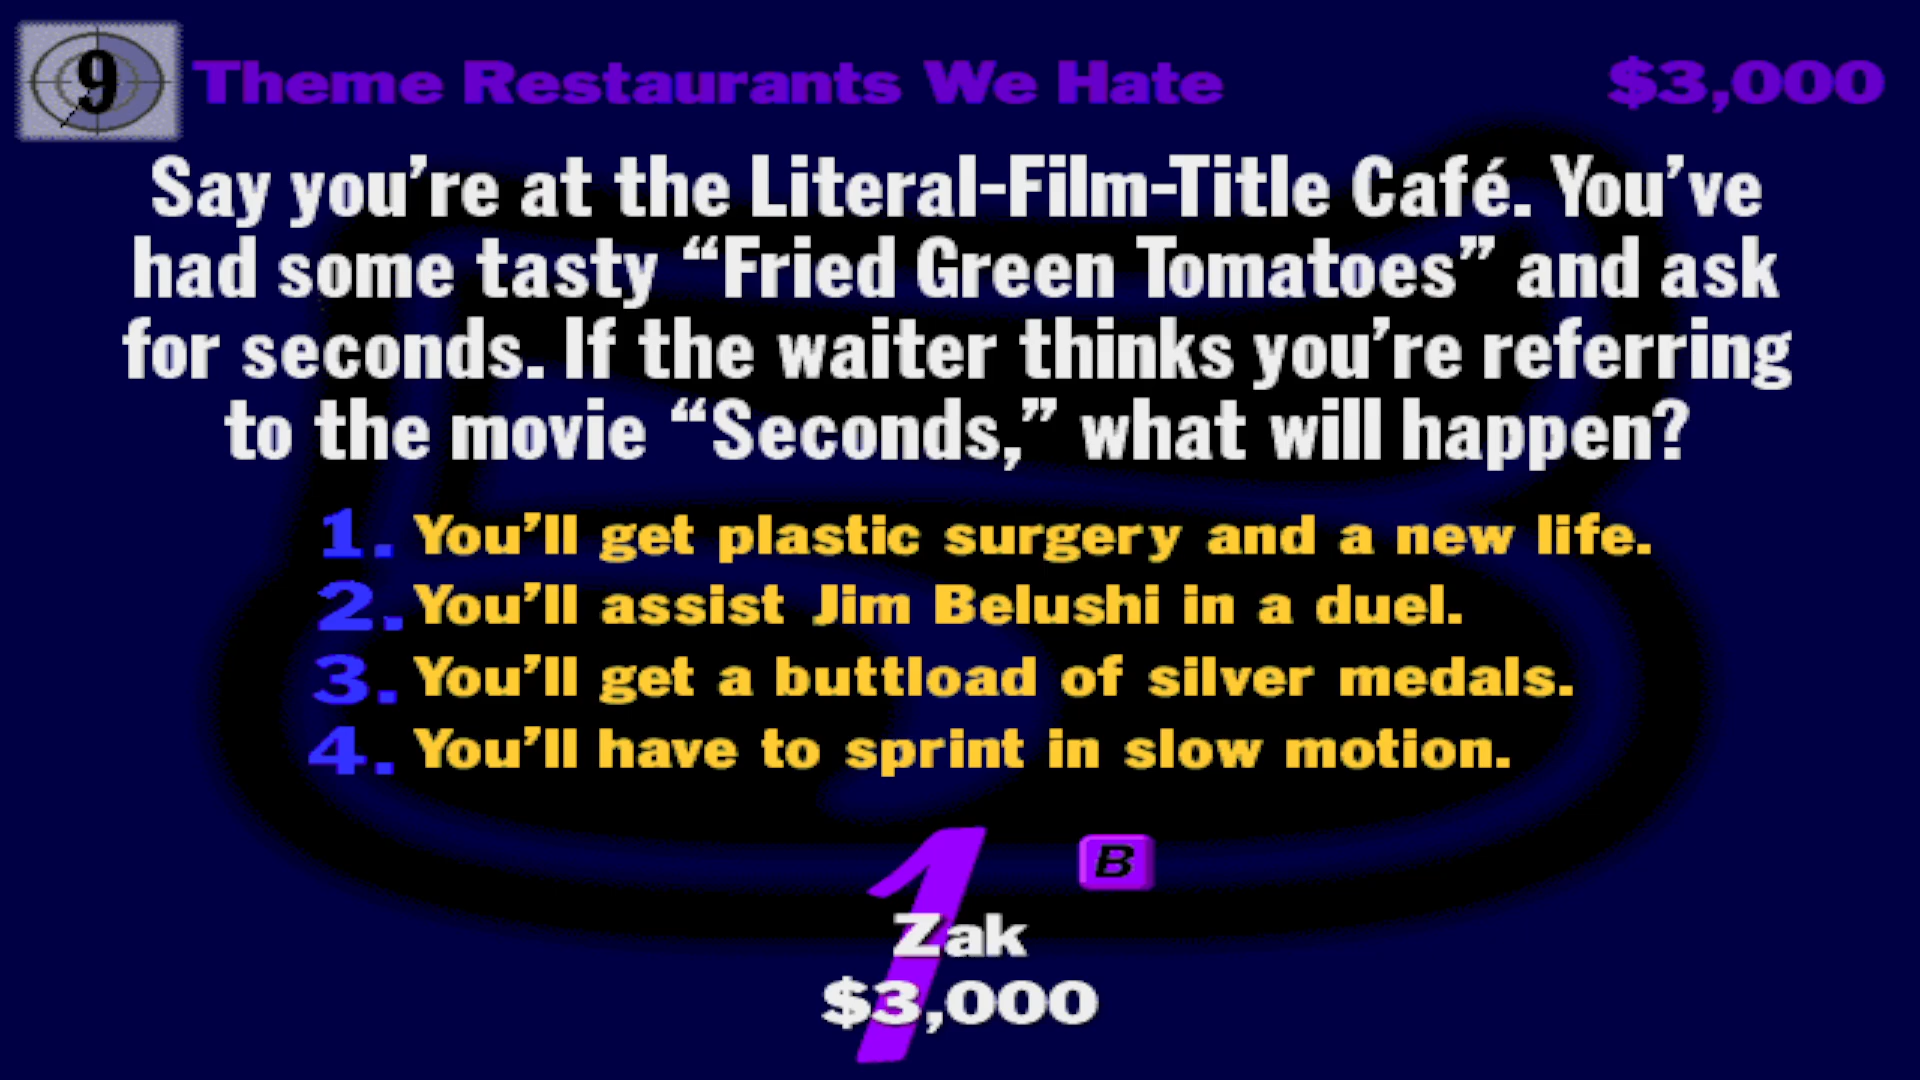 9
Theme Restaurants We Hate
$3,000
Say you’re at the Literal-Film-Title Café. You’ve
had some tasty “Fried Green Tomatoes” and ask
for seconds. If the waiter thinks you’re referring
to the movie “Seconds,” what will happen?
1. You’ll get plastic surgery and a new life.
2. You’ll assist Jim Belushi in a duel.
3. You’ll get a buttload of silver medals.
4. You’ll have to sprint in slow motion.
1
B
Zak
$3,000